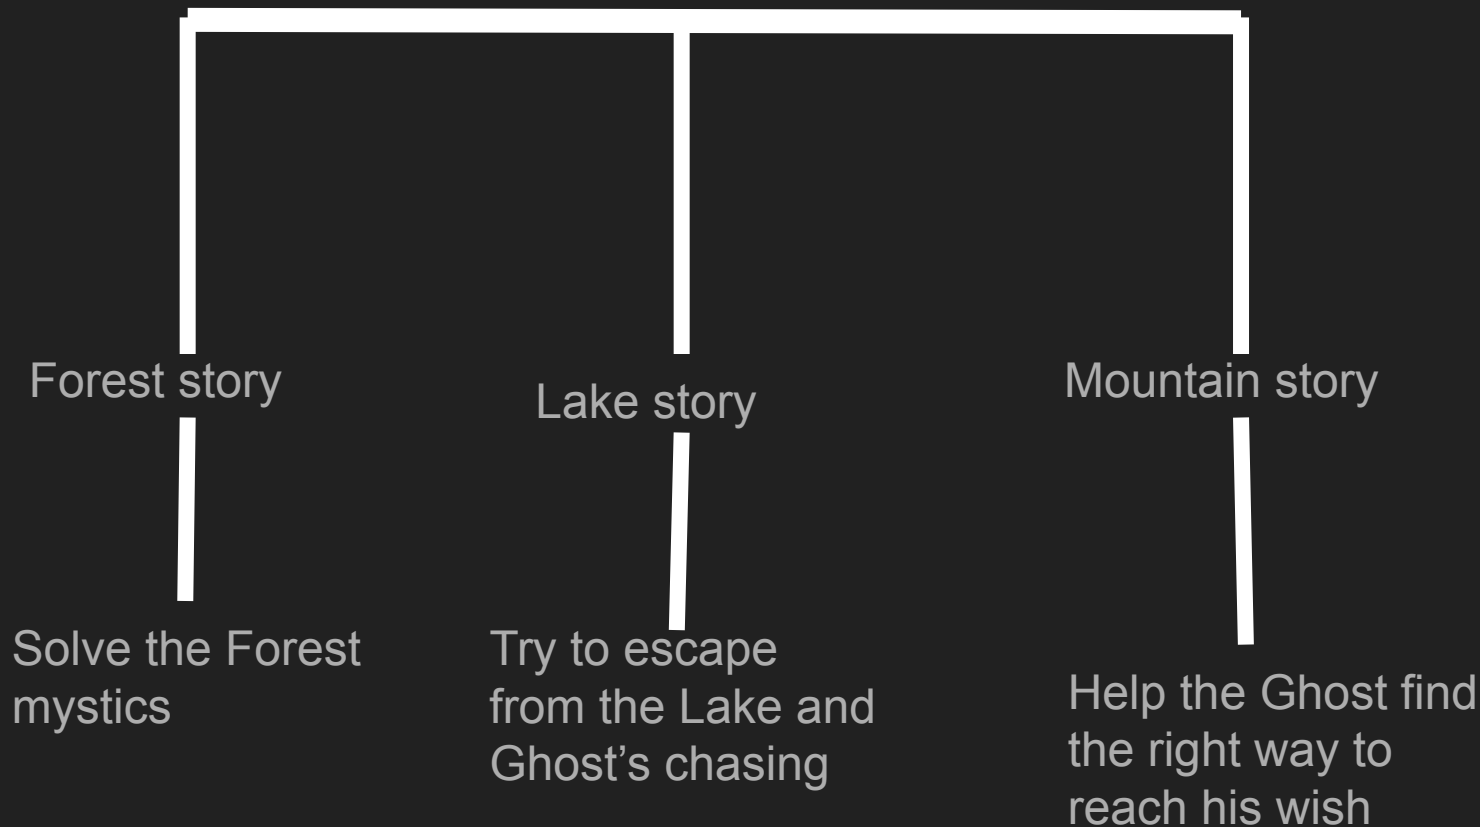 Forest story
Lake story
Mountain story
Solve the Forest
mystics
Try to escape
from the Lake and
Ghost’s chasing
Help the Ghost find
the right way to
reach his wish